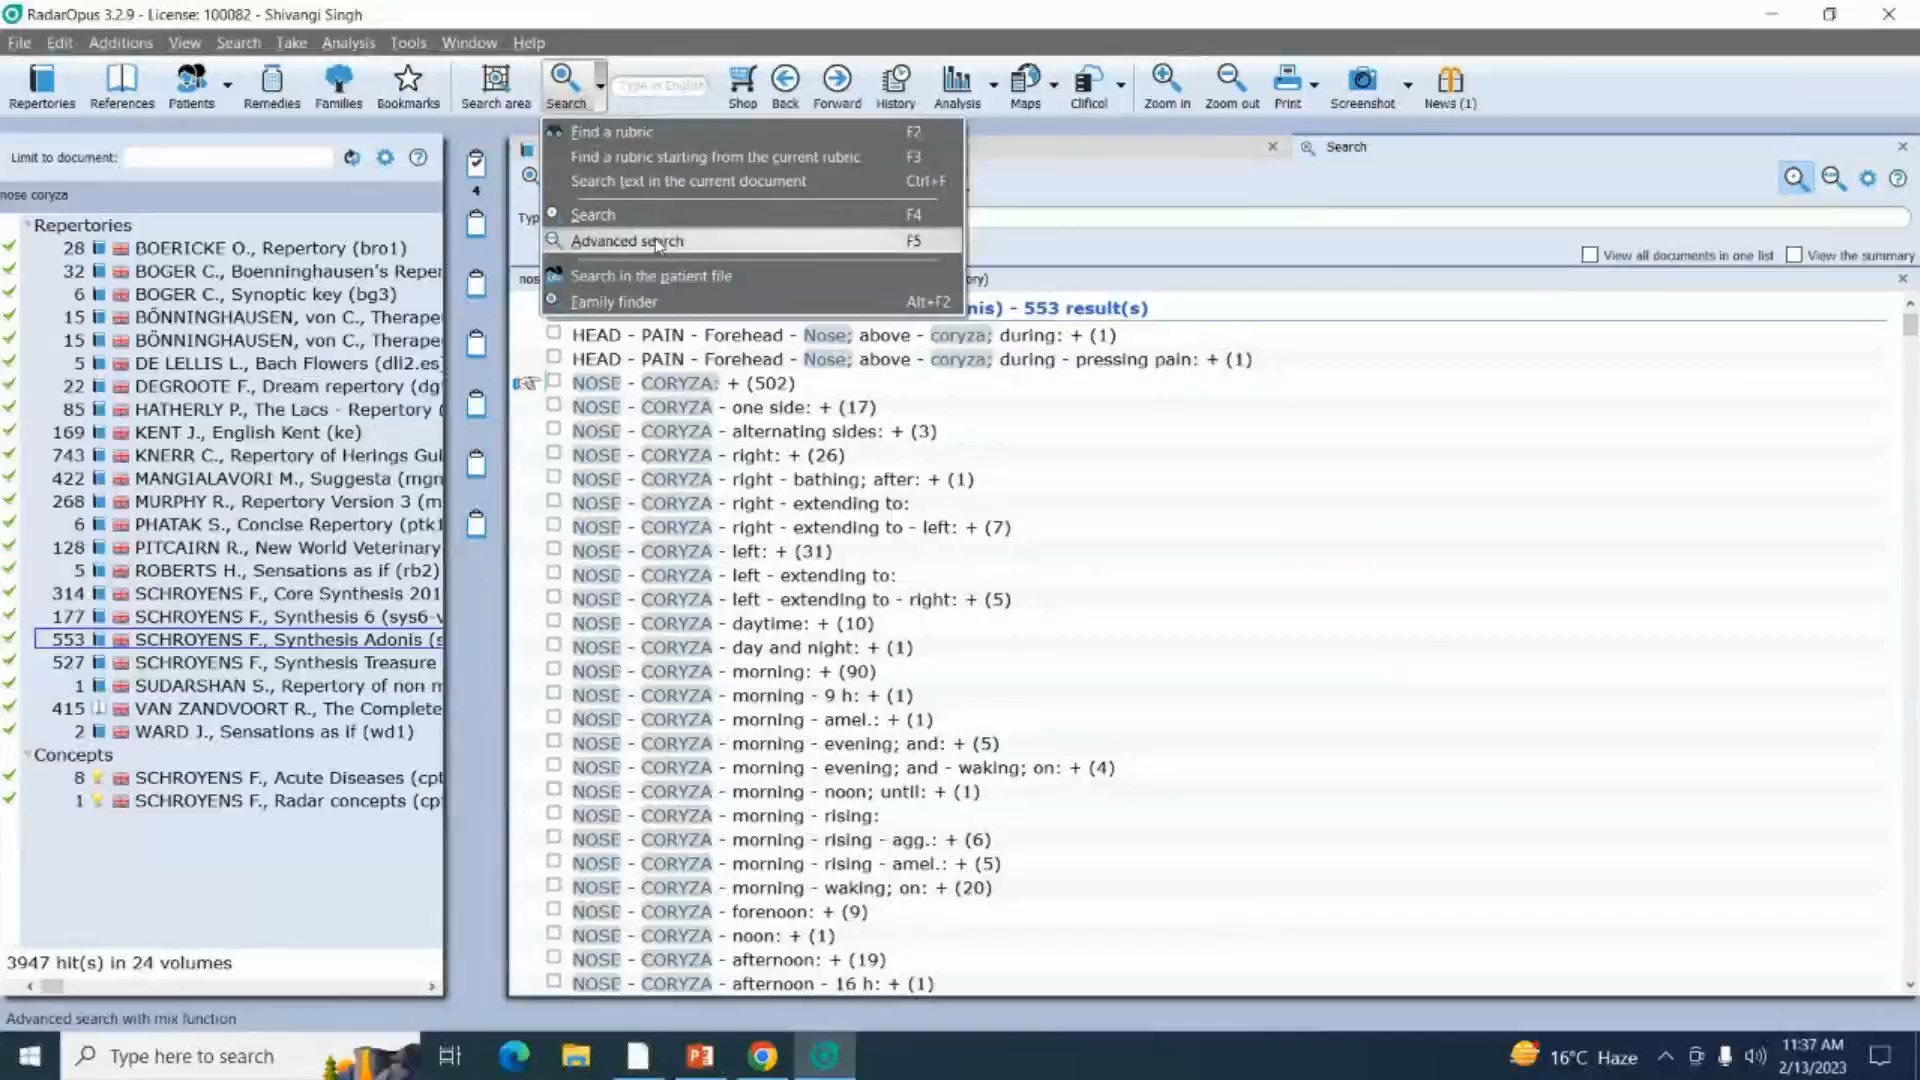 RadarOpus 3.2.9 - License: 100082 - Shivangi Singh
File Edit Additions View Search Take Analysis Tools Window Help
Repertories References Patients Remedies Families Bookmarks Search area Search Type in English Shop Back Forward History Analysis Maps Clificol Zoom in Zoom out Print Screenshot News (1)
Limit to document:
nose coryza
Repertories
28 BOERICKE O., Repertory (bro1)
32 BOGER C., Boenninghausen's Reper
6 BOGER C., Synoptic key (bg3)
15 BÖNNINGHAUSEN, von C., Therape
15 BÖNNINGHAUSEN, von C., Therape
5 DE LELLIS L., Bach Flowers (dll2.es)
22 DEGROOTE F., Dream repertory (dg
85 HATHERLY P., The Lacs - Repertory (
169 KENT J., English Kent (ke)
743 KNERR C., Repertory of Herings Gui
422 MANGIALAVORI M., Suggesta (mgn
268 MURPHY R., Repertory Version 3 (m
6 PHATAK S., Concise Repertory (ptk1
128 PITCAIRN R., New World Veterinary
5 ROBERTS H., Sensations as if (rb2)
314 SCHROYENS F., Core Synthesis 201
177 SCHROYENS F., Synthesis 6 (sys6-v
553 SCHROYENS F., Synthesis Adonis (s
527 SCHROYENS F., Synthesis Treasure
1 SUDARSHAN S., Repertory of non m
415 VAN ZANDVOORT R., The Complete
2 WARD J., Sensations as if (wd1)
Concepts
8 SCHROYENS F., Acute Diseases (cpt
1 SCHROYENS F., Radar concepts (cp
3947 hit(s) in 24 volumes
4
Find a rubric F2
Find a rubric starting from the current rubric F3
Search text in the current document Ctrl+F
Search F4
Advanced search F5
Search in the patient file
Family finder Alt+F2
Search
Typ
View all documents in one list View the summary
nos ory)
nis) - 553 result(s)
HEAD - PAIN - Forehead - Nose; above - coryza; during: + (1)
HEAD - PAIN - Forehead - Nose; above - coryza; during - pressing pain: + (1)
NOSE - CORYZA: + (502)
NOSE - CORYZA - one side: + (17)
NOSE - CORYZA - alternating sides: + (3)
NOSE - CORYZA - right: + (26)
NOSE - CORYZA - right - bathing; after: + (1)
NOSE - CORYZA - right - extending to:
NOSE - CORYZA - right - extending to - left: + (7)
NOSE - CORYZA - left: + (31)
NOSE - CORYZA - left - extending to:
NOSE - CORYZA - left - extending to - right: + (5)
NOSE - CORYZA - daytime: + (10)
NOSE - CORYZA - day and night: + (1)
NOSE - CORYZA - morning: + (90)
NOSE - CORYZA - morning - 9 h: + (1)
NOSE - CORYZA - morning - amel.: + (1)
NOSE - CORYZA - morning - evening; and: + (5)
NOSE - CORYZA - morning - evening; and - waking; on: + (4)
NOSE - CORYZA - morning - noon; until: + (1)
NOSE - CORYZA - morning - rising:
NOSE - CORYZA - morning - rising - agg.: + (6)
NOSE - CORYZA - morning - rising - amel.: + (5)
NOSE - CORYZA - morning - waking; on: + (20)
NOSE - CORYZA - forenoon: + (9)
NOSE - CORYZA - noon: + (1)
NOSE - CORYZA - afternoon: + (19)
NOSE - CORYZA - afternoon - 16 h: + (1)
Advanced search with mix function
Type here to search
16°C Haze
11:37 AM
2/13/2023